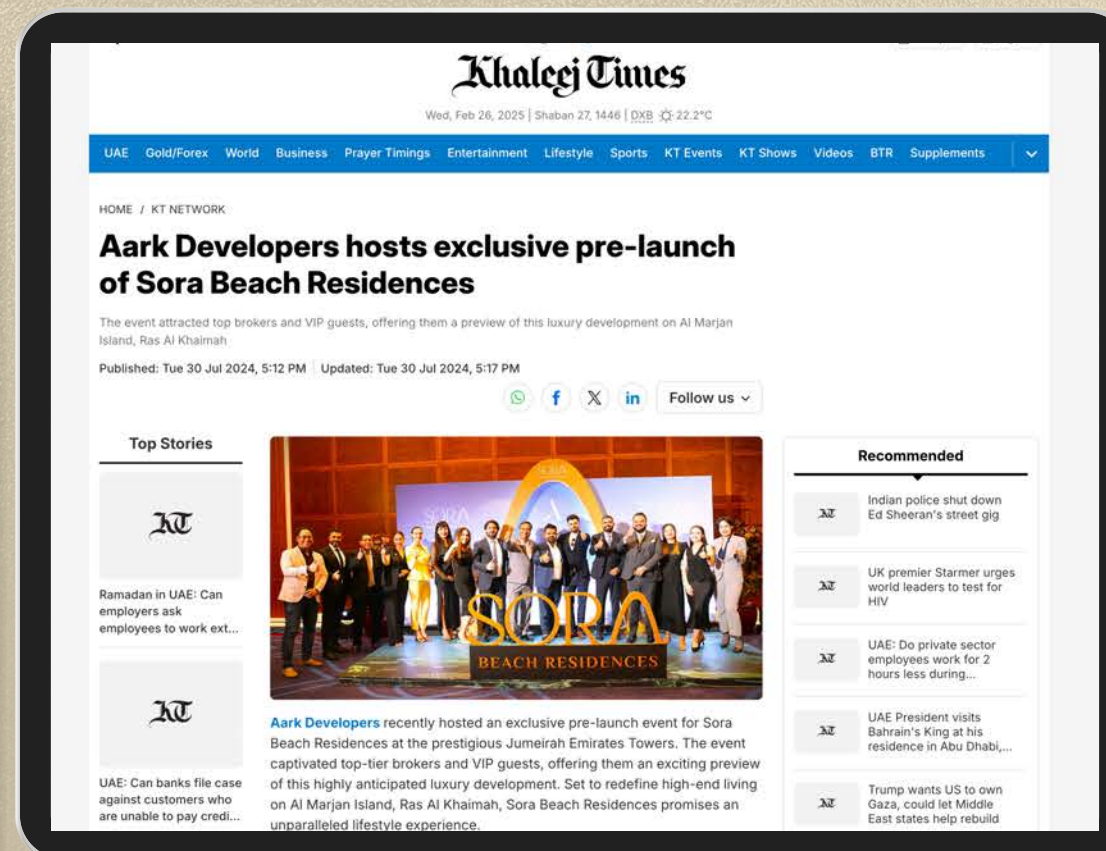 Khaleej Times
Wed, Feb 26, 2025 | Shaban 27, 1446 | DXB 22.2°C
UAE Gold/Forex World Business Prayer Timings Entertainment Lifestyle Sports KT Events KT Shows Videos BTR Supplements
HOME / KT NETWORK
Aark Developers hosts exclusive pre-launch
of Sora Beach Residences
The event attracted top brokers and VIP guests, offering them a preview of this luxury development on Al Marjan
Island, Ras Al Khaimah
Published: Tue 30 Jul 2024, 5:12 PM | Updated: Tue 30 Jul 2024, 5:17 PM
Follow us
Top Stories
KT
Ramadan in UAE: Can
employers ask
employees to work ext...
KT
UAE: Can banks file case
against customers who
are unable to pay credi...
SORA
SORA
SORA
BEACH RESIDENCES
Aark Developers recently hosted an exclusive pre-launch event for Sora
Beach Residences at the prestigious Jumeirah Emirates Towers. The event
captivated top-tier brokers and VIP guests, offering them an exciting preview
of this highly anticipated luxury development. Set to redefine high-end living
on Al Marjan Island, Ras Al Khaimah, Sora Beach Residences promises an
unparalleled lifestyle experience.
Recommended
KT
Indian police shut down
Ed Sheeran's street gig
KT
UK premier Starmer urges
world leaders to test for
HIV
KT
UAE: Do private sector
employees work for 2
hours less during...
KT
UAE President visits
Bahrain's King at his
residence in Abu Dhabi,...
KT
Trump wants US to own
Gaza, could let Middle
East states help rebuild